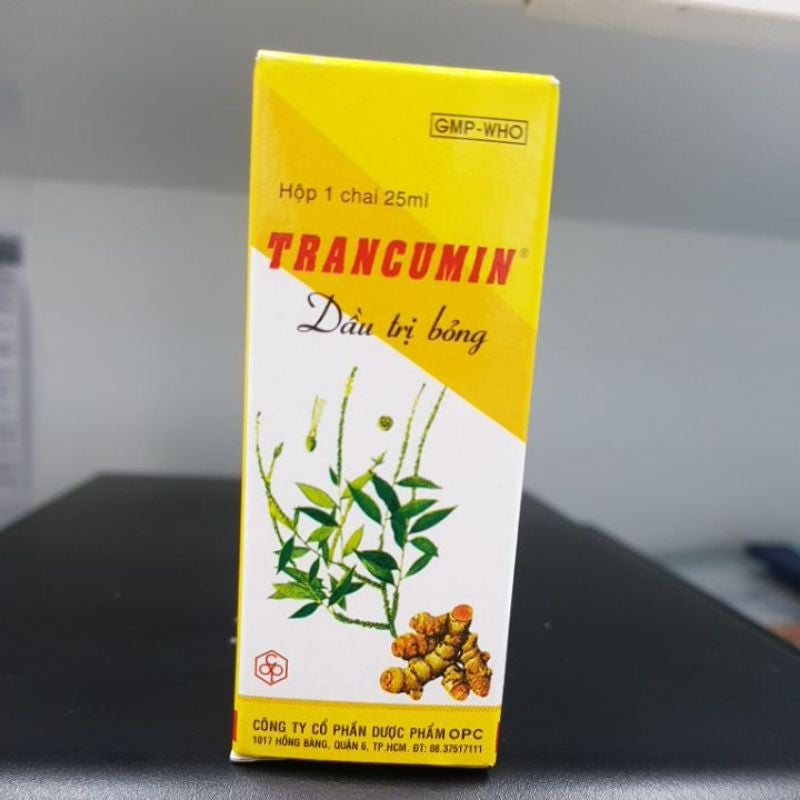 GMP-WHO
Hộp 1 chai 25ml
TRANCUMIN®
Dầu trị bỏng
CÔNG TY CỔ PHẦN DƯỢC PHẨM OPC
1017 HỒNG BÀNG, QUẬN 6, TP.HCM. ĐT: 08.37517111